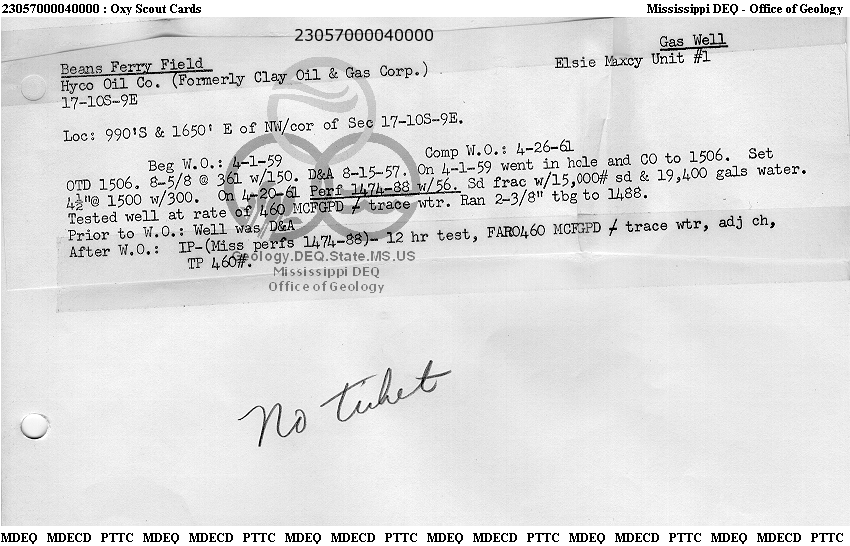 23057000040000 : Oxy Scout Cards Mississippi DEQ - Office of Geology
23057000040000
Gas Well
Beans Ferry Field Elsie Maxcy Unit #1
Hyco Oil Co. (Formerly Clay Oil & Gas Corp.)
17-10S-9E
Loc: 990'S & 1650' E of NW/cor of Sec 17-10S-9E.
Beg W.O.: 4-1-59 Comp W.O.: 4-26-61
OTD 1506. 8-5/8 @ 361 w/150. D&A 8-15-57. On 4-1-59 went in hole and CO to 1506. Set
4½"@ 1500 w/300. On 4-20-61 Perf 1474-88 w/56. Sd frac w/15,000# sd & 19,400 gals water.
Tested well at rate of 460 MCFGPD / trace wtr. Ran 2-3/8" tbg to 1488.
Prior to W.O.: Well was D&A
After W.O.: IP-(Miss perfs 1474-88)- 12 hr test, FARO460 MCFGPD / trace wtr, adj ch,
TP 460#.
Geology.DEQ.State.MS.US
Mississippi DEQ
Office of Geology
No ticket
MDEQ MDECD PTTC MDEQ MDECD PTTC MDEQ MDECD PTTC MDEQ MDECD PTTC MDEQ MDECD PTTC MDEQ MDECD PTTC